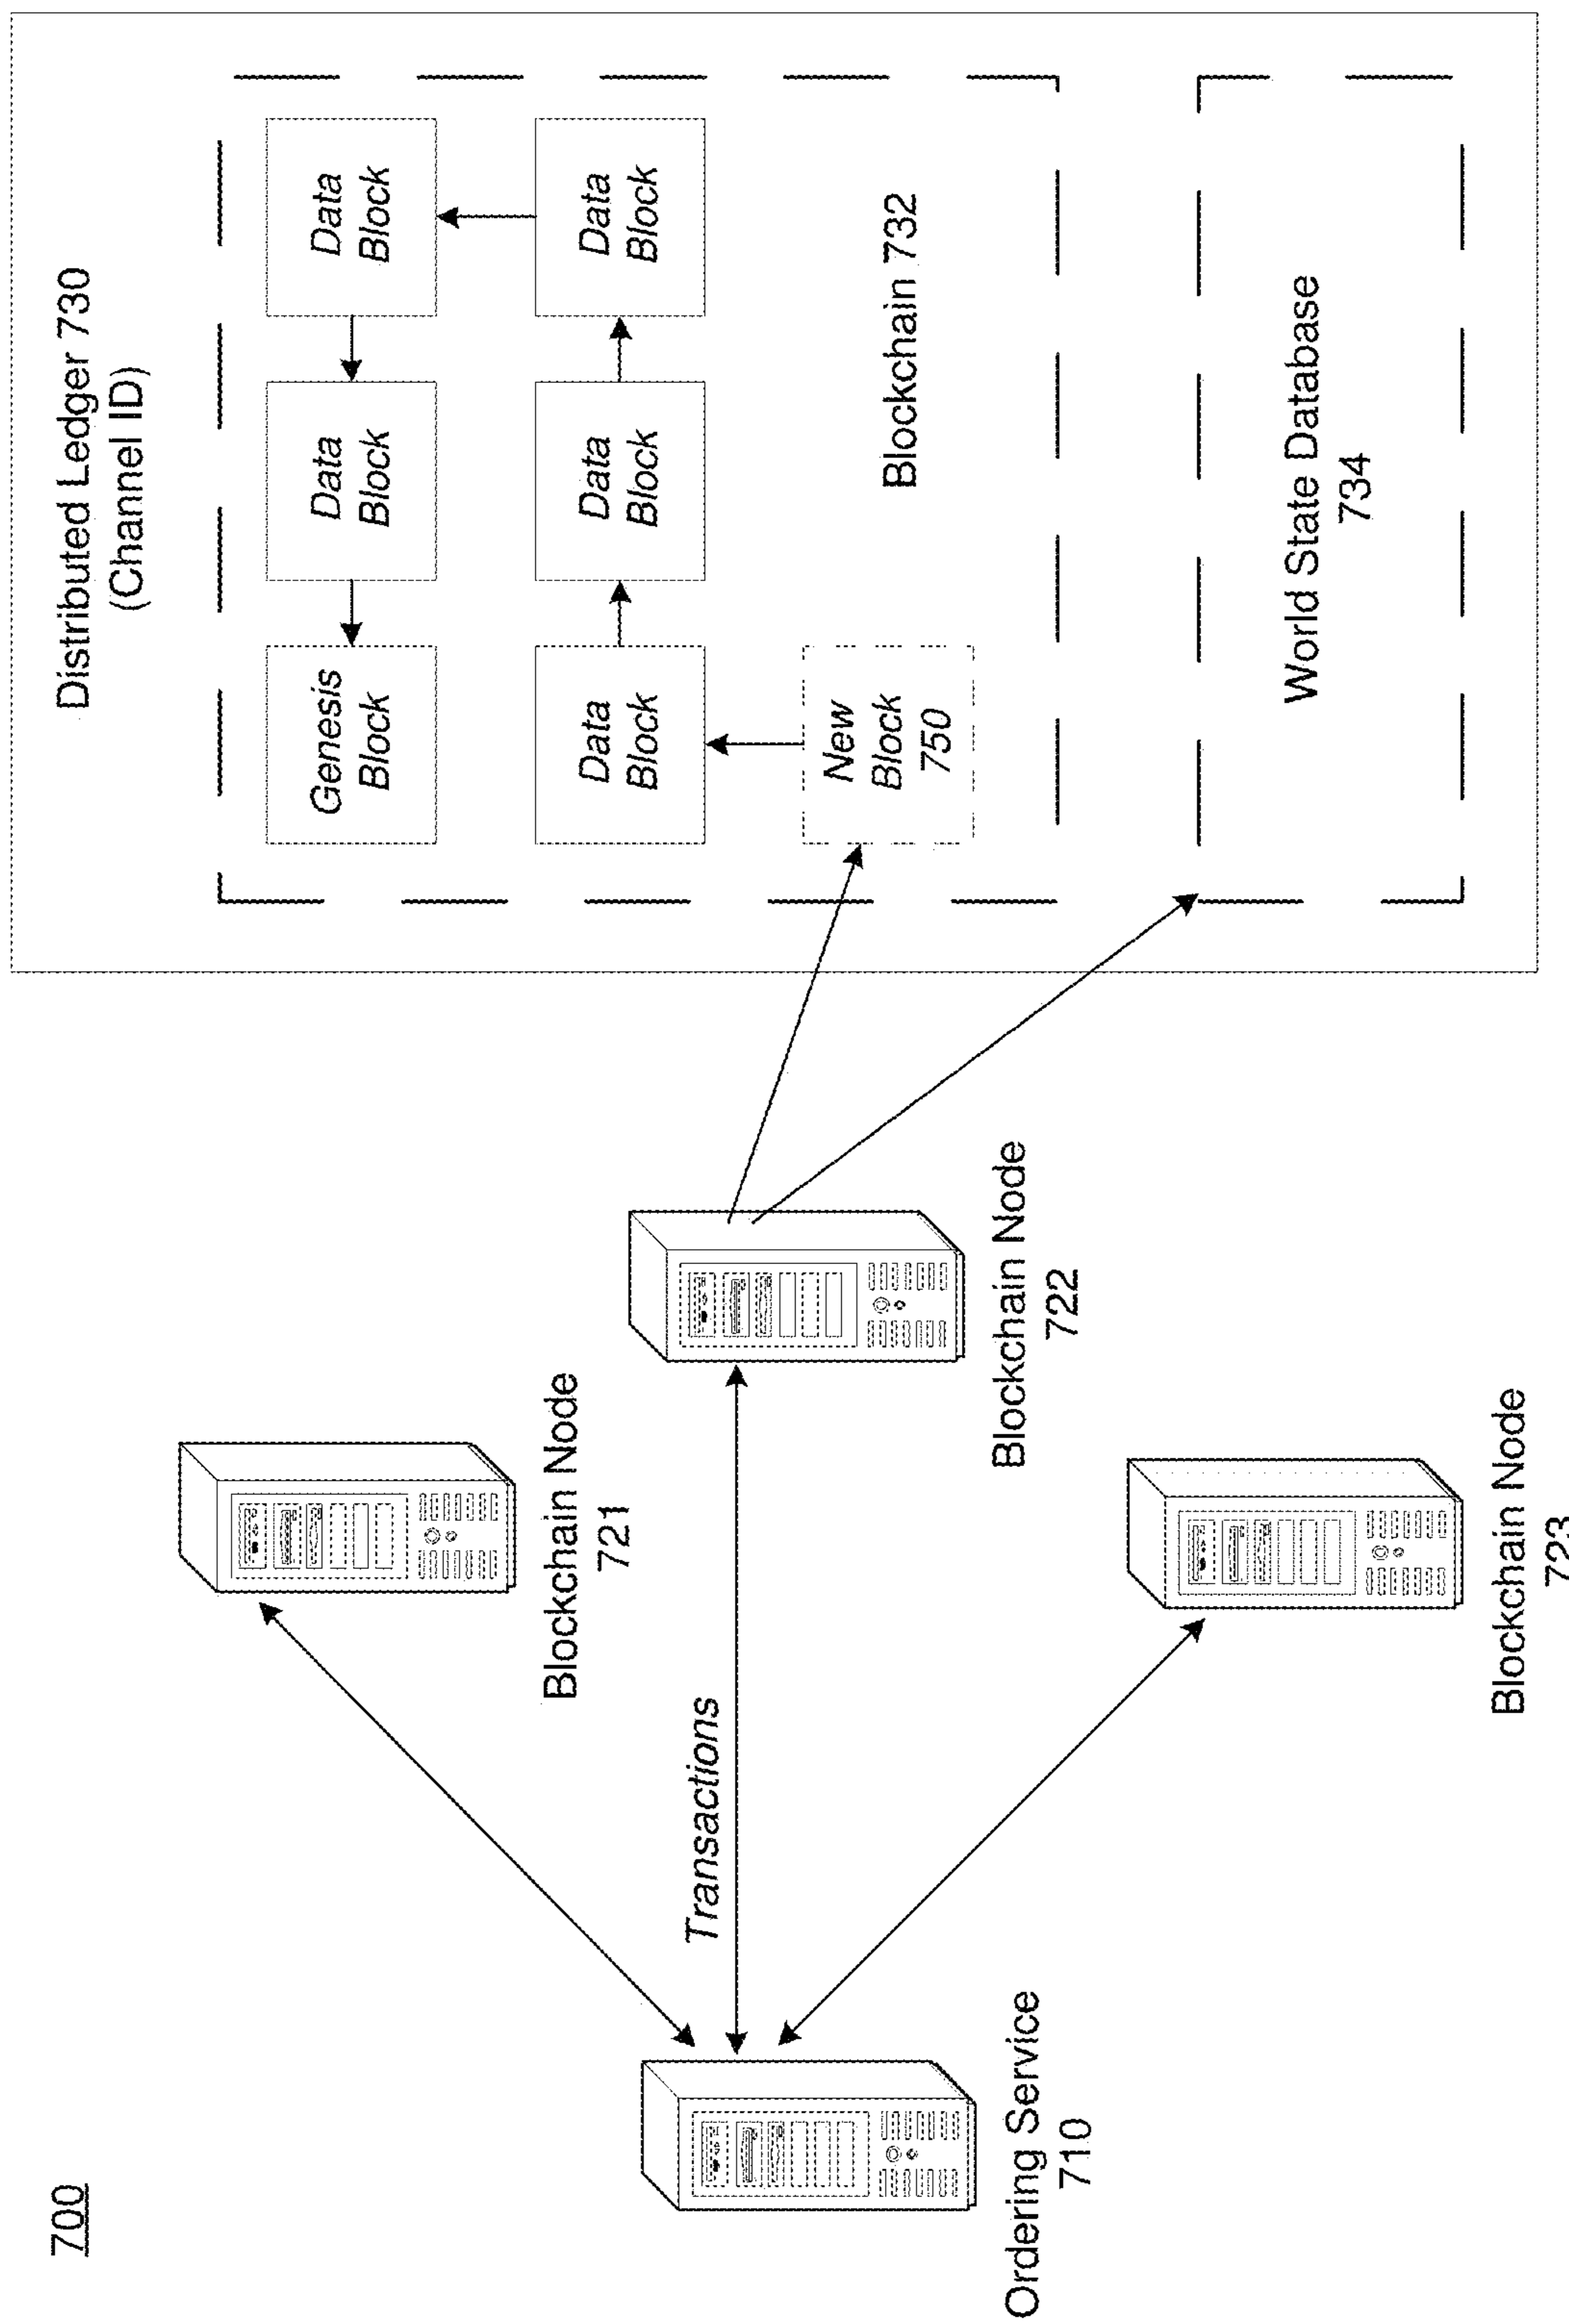 700
Distributed Ledger 730
(Channel ID)
Genesis
Block
Data
Block
Data
Block
Data
Block
Data
Block
Data
Block
New
Block
750
Blockchain 732
World State Database
734
Blockchain Node
721
Transactions
Blockchain Node
722
Ordering Service
710
Blockchain Node
723